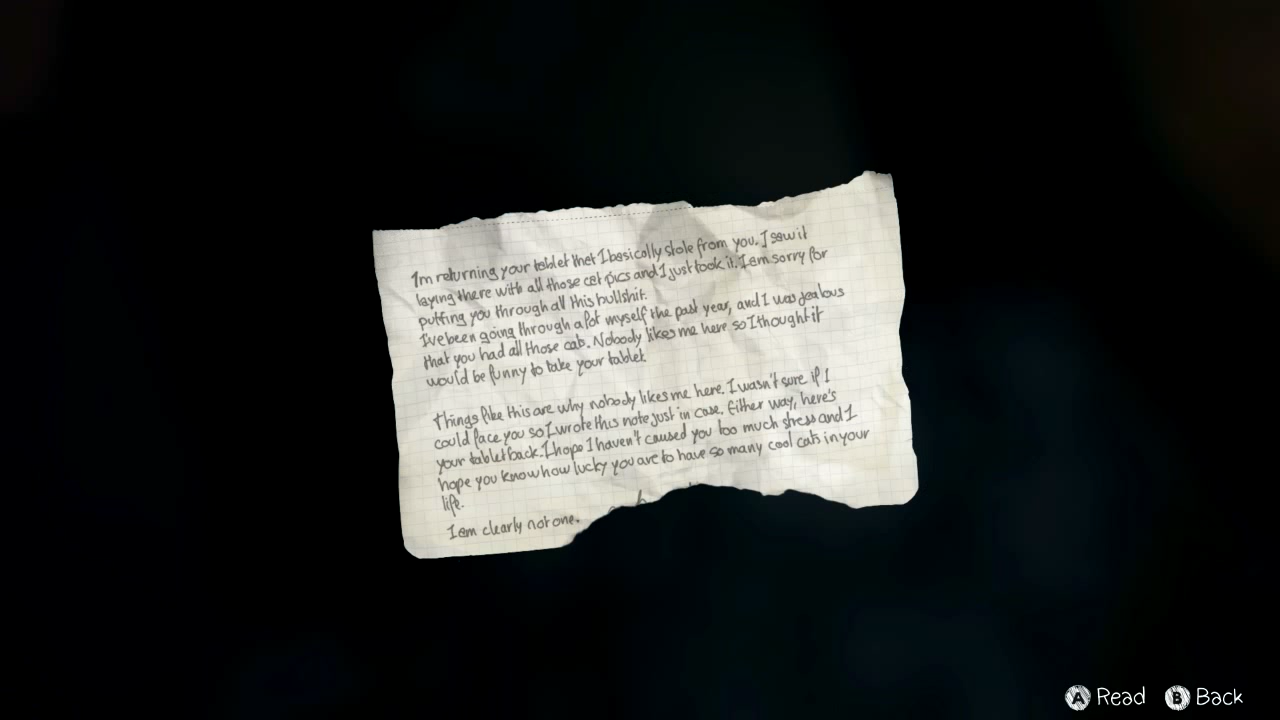 Im returning your tablet that I basically stole from you. I saw it
laying there with all those cat pics and I just took it. I am sorry for
putting you through all this bullshit.
I've been going through a lot myself the past year, and I was jealous
that you had all those cats. Nobody likes me here so I thought it
would be funny to take your tablet.
Things like this are why nobody likes me here. I wasn't sure if I
could face you so I wrote this note just in case. Either way, here's
your tablet back. I hope I haven't caused you too much stress and I
hope you know how lucky you are to have so many cool cats in your
life.
I am clearly not one.
A Read B Back